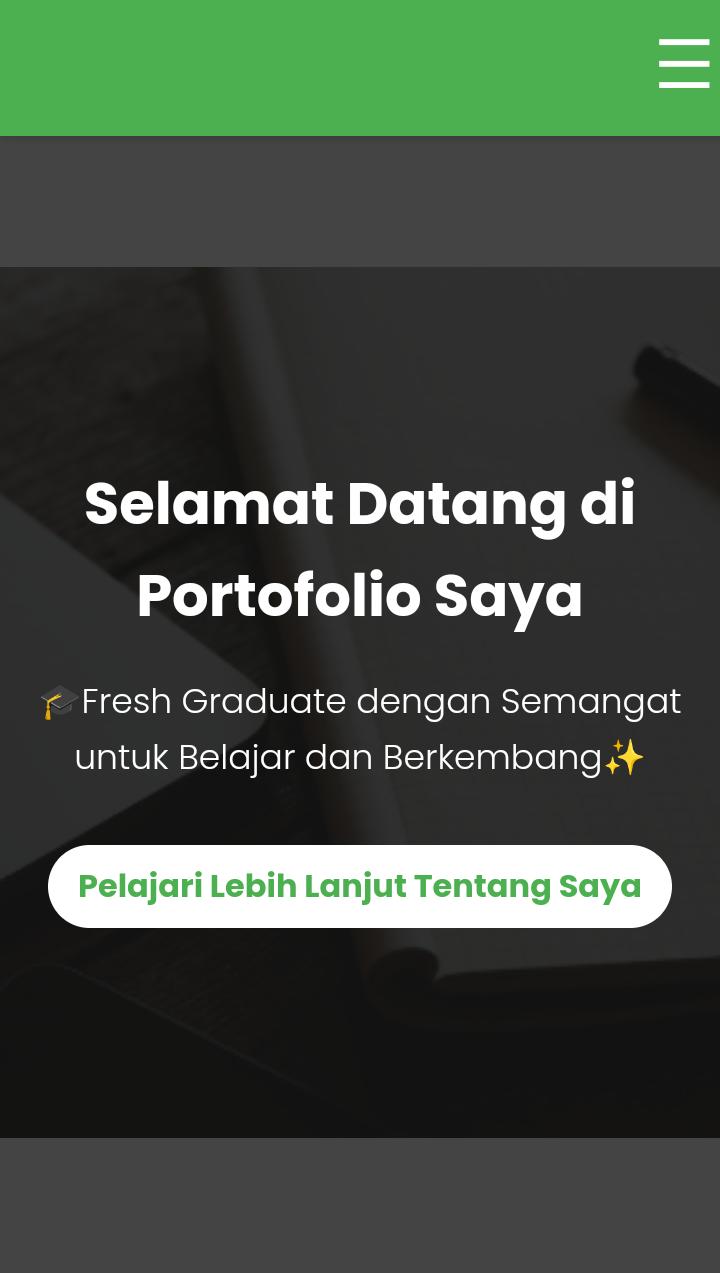 Selamat Datang di
Portofolio Saya
🎓Fresh Graduate dengan Semangat
untuk Belajar dan Berkembang✨
Pelajari Lebih Lanjut Tentang Saya